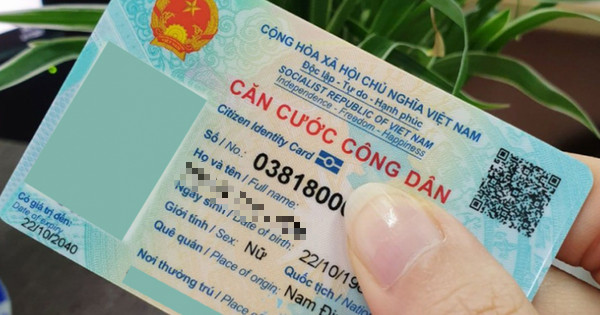 CỘNG HÒA XÃ HỘI CHỦ NGHĨA VIỆT NAM
Độc lập - Tự do - Hạnh phúc
SOCIALIST REPUBLIC OF VIET NAM
Independence - Freedom - Happiness
CĂN CƯỚC CÔNG DÂN
Citizen Identity Card
Số / No.: 0381800
Họ và tên / Full name:
Ngày sinh / Date of birth: 22/10/19
Giới tính / Sex: Nữ Quốc tịch /
Quê quán / Place of origin: Nam
Nơi thường trú / Place of
Có giá trị đến:
Date of expiry
22/10/2040